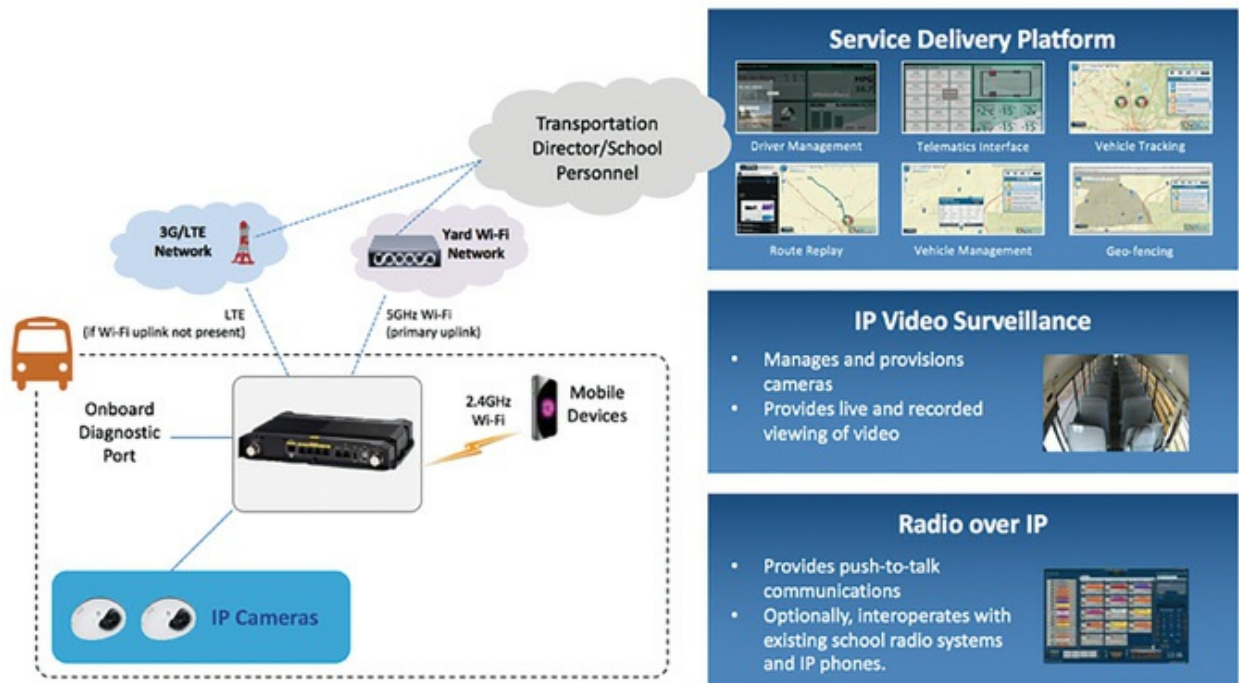 Transportation
Director/School
Personnel
3G/LTE
Network
Yard Wi-Fi
Network
LTE
(if Wi-Fi uplink not present)
5GHz Wi-Fi
(primary uplink)
Onboard
Diagnostic
Port
2.4GHz
Wi-Fi
Mobile
Devices
IP Cameras
Service Delivery Platform
Driver Management
Telematics Interface
Vehicle Tracking
Route Replay
Vehicle Management
Geo-fencing
IP Video Surveillance
• Manages and provisions
cameras
• Provides live and recorded
viewing of video
Radio over IP
• Provides push-to-talk
communications
• Optionally, interoperates with
existing school radio systems
and IP phones.